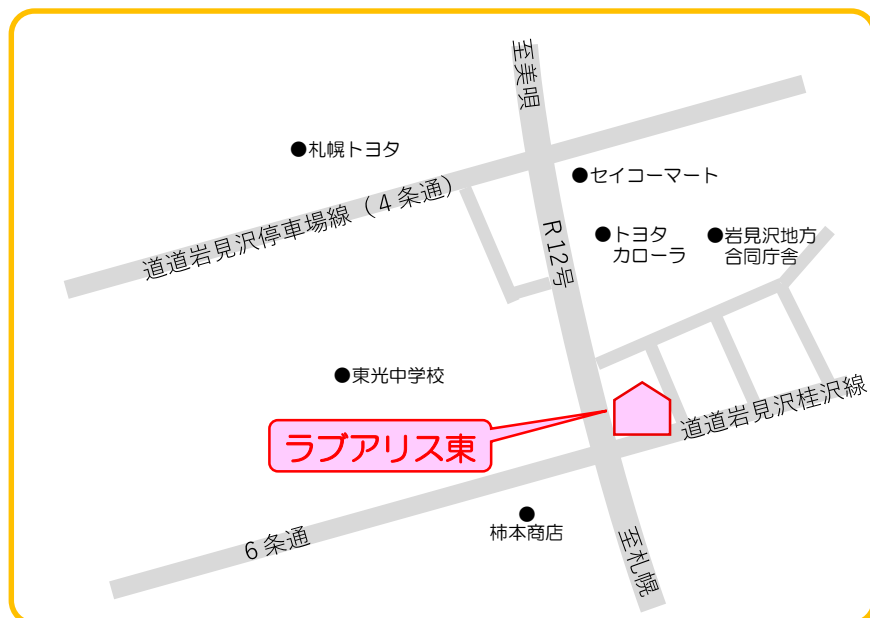 至美唄
●札幌トヨタ
●セイコーマート
道道岩見沢停車場線（４条通）
R12号
●トヨタ
カローラ
●岩見沢地方
合同庁舎
●東光中学校
道道岩見沢桂沢線
ラブアリス東
●
柿本商店
６条通
至札幌